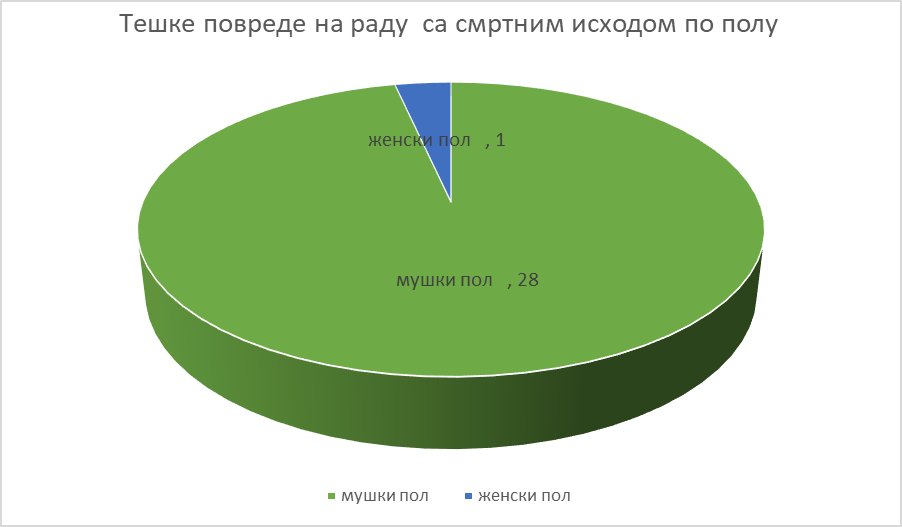 Тешке повреде на раду  са смртним исходом по полу
женски пол  , 1
мушки пол  , 28
мушки пол
женски пол